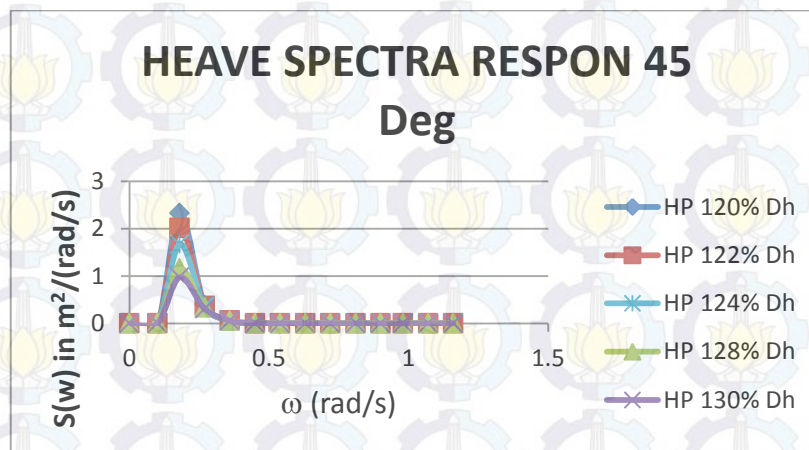 HEAVE SPECTRA RESPON 45
Deg
S(w) in m²/(rad/s)
3
2
1
0
0
0.5
1
1.5
ω (rad/s)
HP 120% Dh
HP 122% Dh
HP 124% Dh
HP 128% Dh
HP 130% Dh